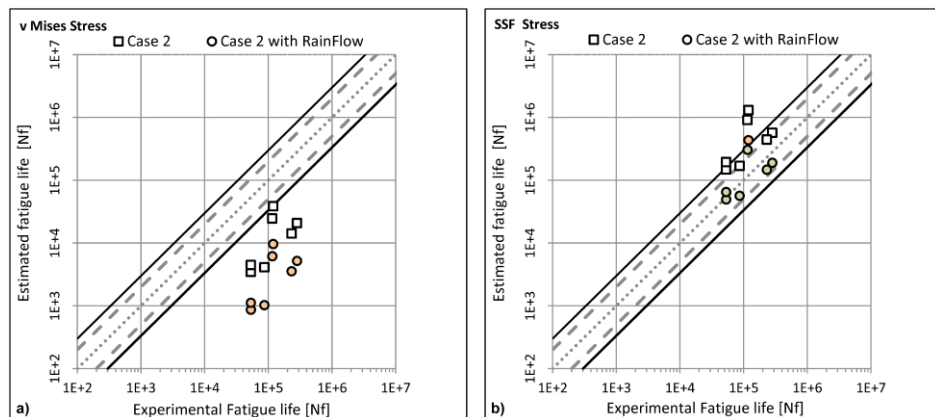 v Mises Stress
Case 2
Case 2 with RainFlow
1E+7
1E+6
1E+5
1E+4
1E+3
1E+2
Estimated fatigue life [Nf]
1E+2 1E+3 1E+4 1E+5 1E+6 1E+7
Experimental Fatigue life [Nf]
a)
SSF Stress
Case 2
Case 2 with RainFlow
1E+7
1E+6
1E+5
1E+4
1E+3
1E+2
Estimated fatigue life [Nf]
1E+2 1E+3 1E+4 1E+5 1E+6 1E+7
Experimental Fatigue life [Nf]
b)